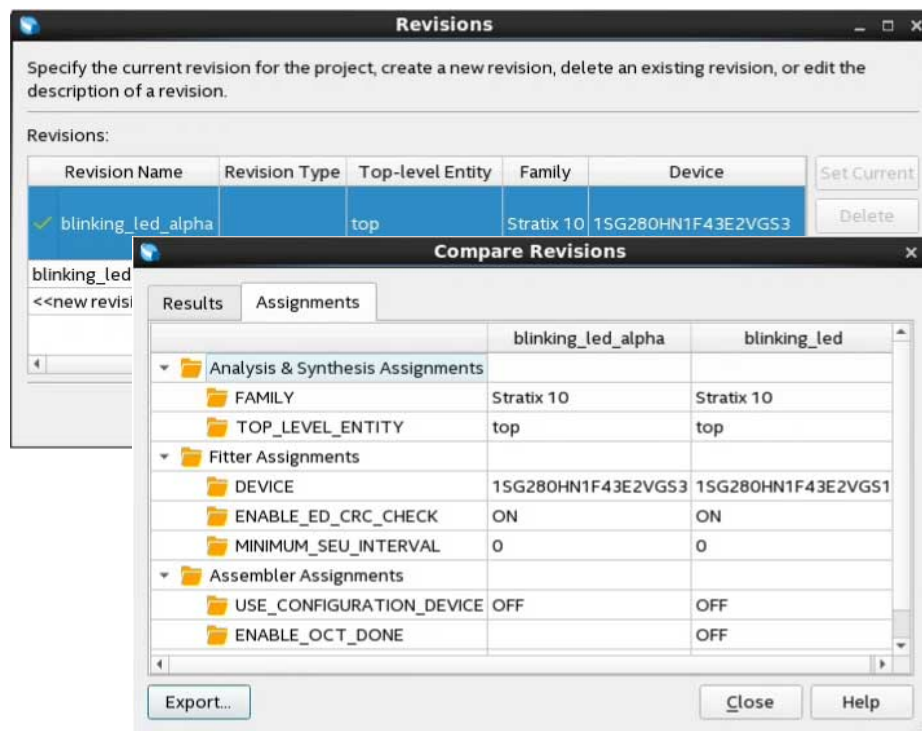 Revisions
Specify the current revision for the project, create a new revision, delete an existing revision, or edit the
description of a revision.
Revisions:
Revision Name Revision Type Top-level Entity Family Device
Set Current
blinking_led_alpha top Stratix 10 1SG280HN1F43E2VGS3
Delete
blinking_led
<<new revisi
Compare Revisions
Results Assignments
blinking_led_alpha blinking_led
Analysis & Synthesis Assignments
FAMILY Stratix 10 Stratix 10
TOP_LEVEL_ENTITY top top
Fitter Assignments
DEVICE 1SG280HN1F43E2VGS3 1SG280HN1F43E2VGS1
ENABLE_ED_CRC_CHECK ON ON
MINIMUM_SEU_INTERVAL 0 0
Assembler Assignments
USE_CONFIGURATION_DEVICE OFF OFF
ENABLE_OCT_DONE OFF
Export... Close Help